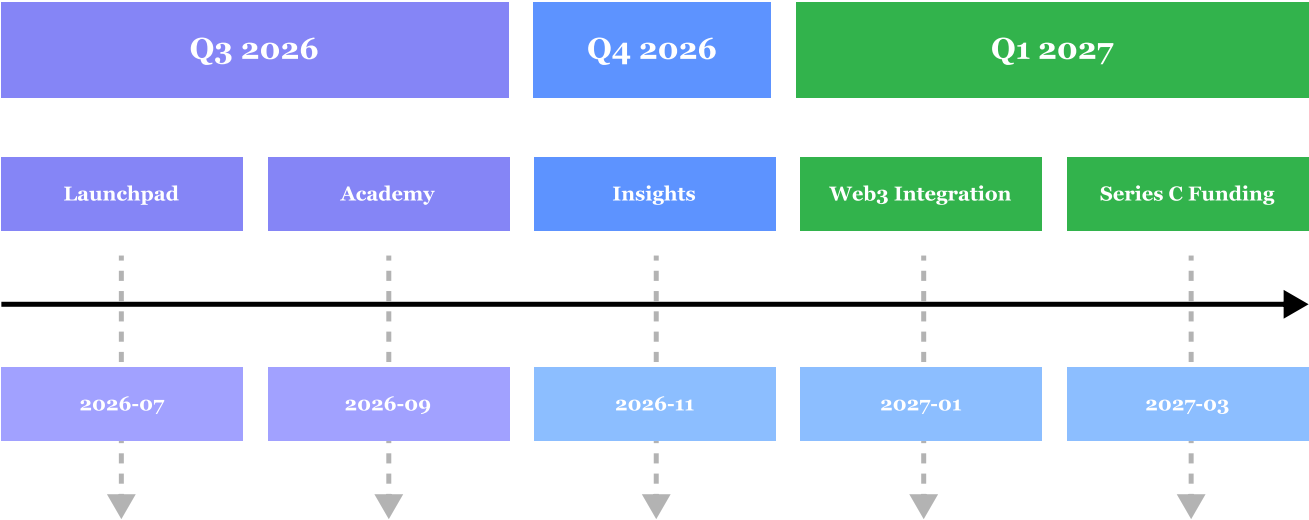 Q3 2026
Q4 2026
Q1 2027
Launchpad
Academy
Insights
Web3 Integration
Series C Funding
2026-07
2026-09
2026-11
2027-01
2027-03